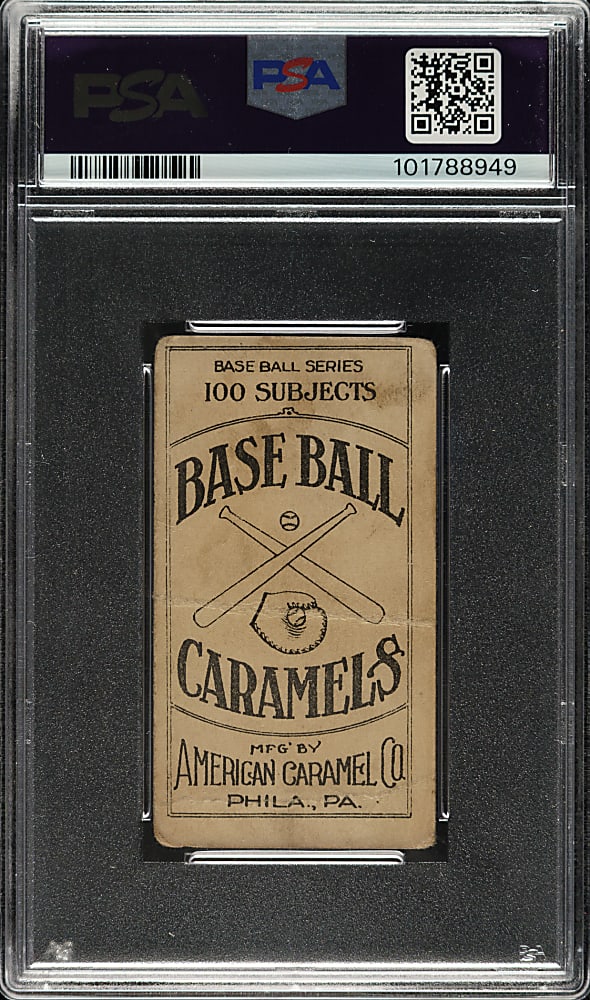 PSA
PSA
101788949
BASE BALL SERIES
100 SUBJECTS
BASE BALL
CARAMELS
MFG' BY
AMERICAN CARAMEL CO.
PHILA., PA.